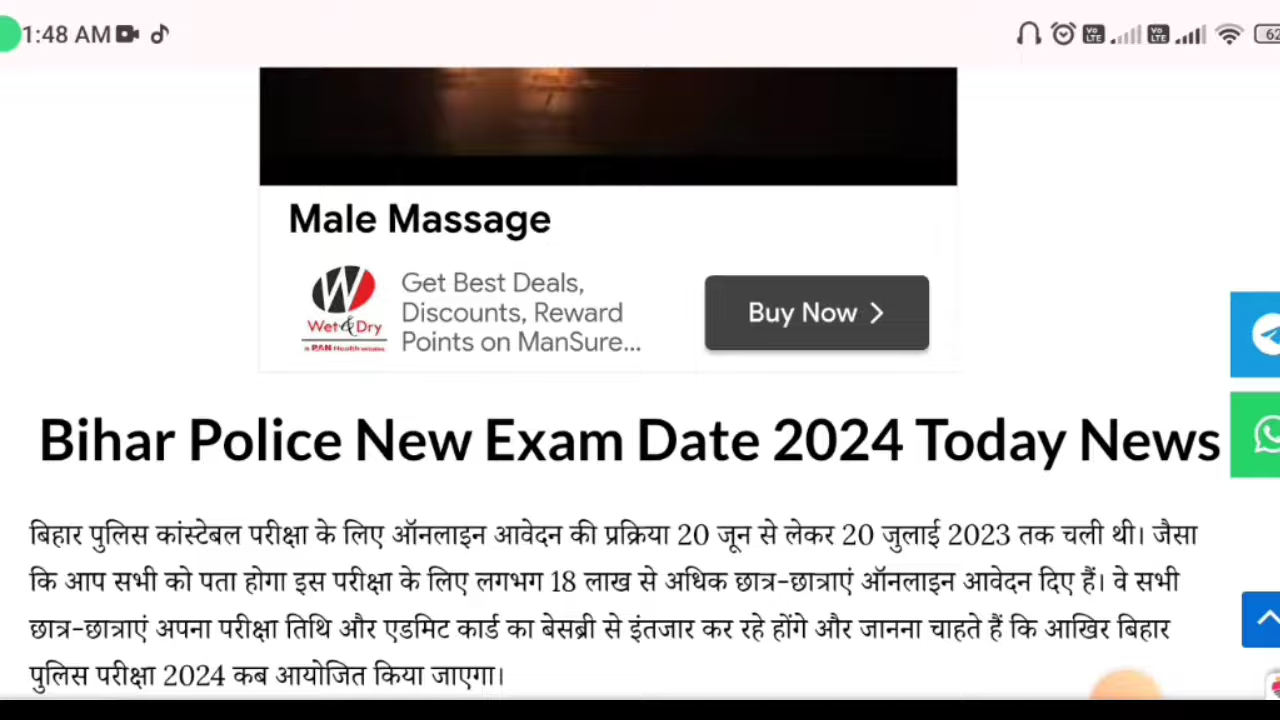 1:48 AM
62
Male Massage
Get Best Deals,
Discounts, Reward
Points on ManSure...
W
Wet & Dry
Buy Now
Bihar Police New Exam Date 2024 Today News
बिहार पुलिस कांस्टेबल परीक्षा के लिए ऑनलाइन आवेदन की प्रक्रिया 20 जून से लेकर 20 जुलाई 2023 तक चली थी। जैसा
कि आप सभी को पता होगा इस परीक्षा के लिए लगभग 18 लाख से अधिक छात्र-छात्राएं ऑनलाइन आवेदन दिए हैं। वे सभी
छात्र-छात्राएं अपना परीक्षा तिथि और एडमिट कार्ड का बेसब्री से इंतजार कर रहे होंगे और जानना चाहते हैं कि आखिर बिहार
पुलिस परीक्षा 2024 कब आयोजित किया जाएगा।